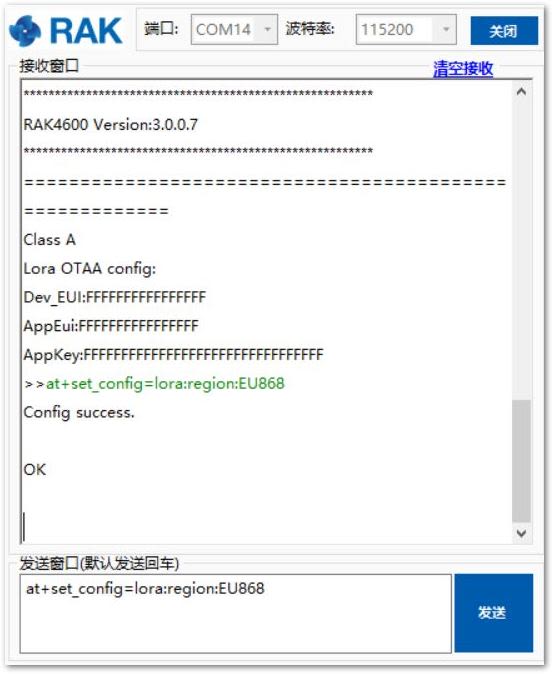 RAK 端口: COM14 波特率: 115200 关闭
接收窗口 清空接收
********************************************************
RAK4600 Version:3.0.0.7
********************************************************
===========================================
=============
Class A
Lora OTAA config:
Dev_EUI:FFFFFFFFFFFFFFFF
AppEui:FFFFFFFFFFFFFFFF
AppKey:FFFFFFFFFFFFFFFFFFFFFFFFFFFFFFFF
>>at+set_config=lora:region:EU868
Config success.
OK
发送窗口(默认发送回车)
at+set_config=lora:region:EU868
发送